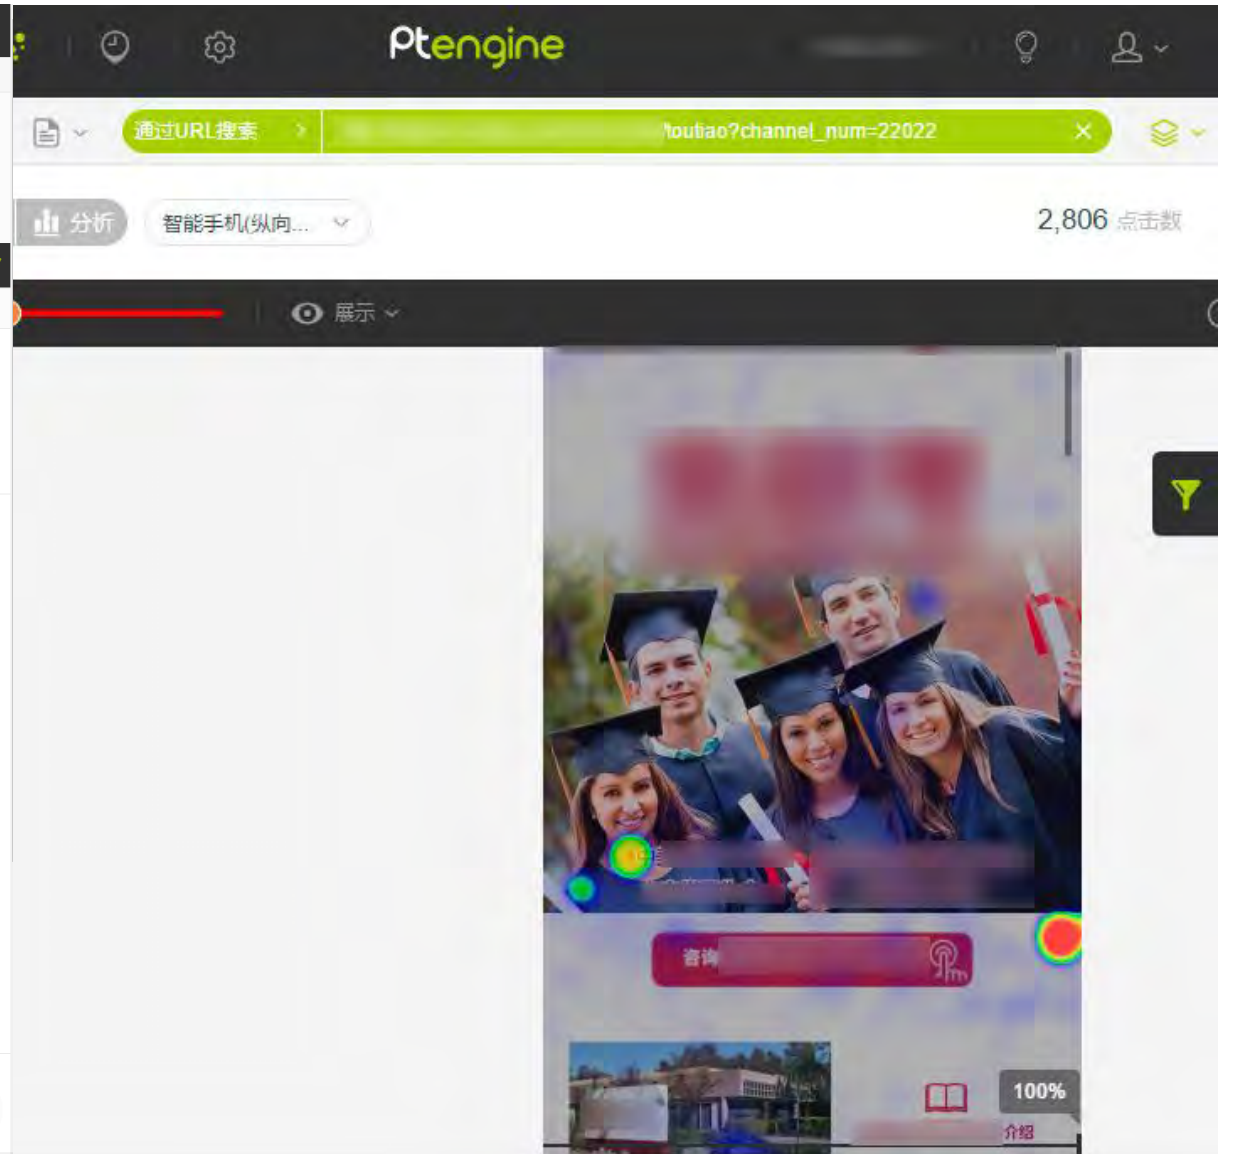 Ptengine
通过URL搜索
/toutiao?channel_num=22022
分析
智能手机(纵向...
2,806 点击数
展示
咨询
100%
介绍